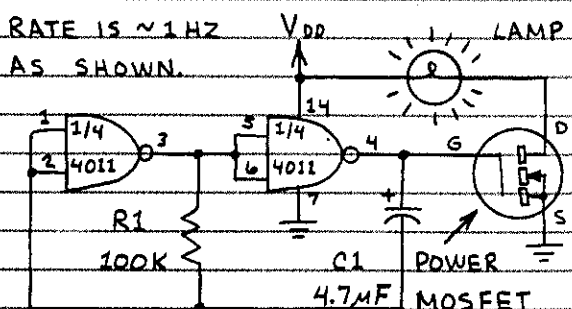 RATE IS ~1 HZ
AS SHOWN.
VDD
LAMP
14
1
2
1/4
4011
3
5
6
1/4
4011
4
7
G
D
S
R1
100K
C1
4.7µF
POWER
MOSFET